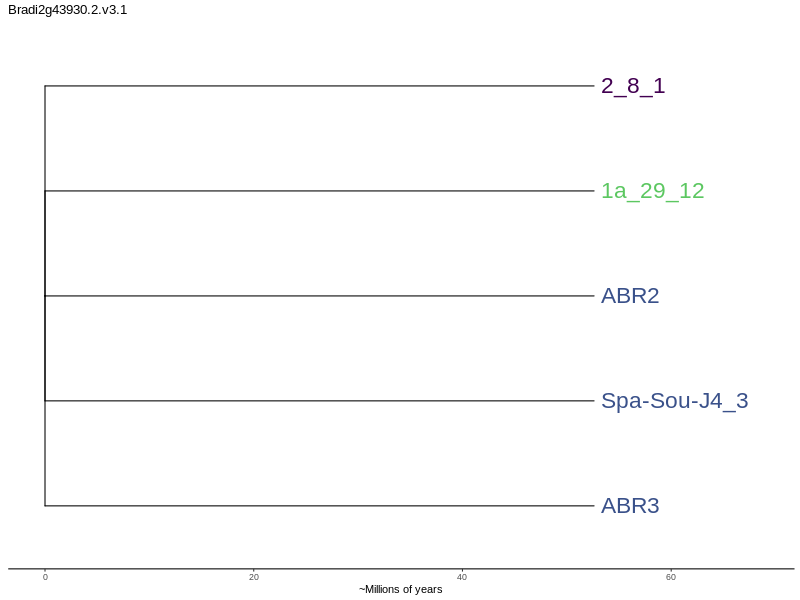 Bradi2g43930.2.v3.1
2_8_1
1a_29_12
ABR2
Spa-Sou-J4_3
ABR3
0 20 40 60
~Millions of years